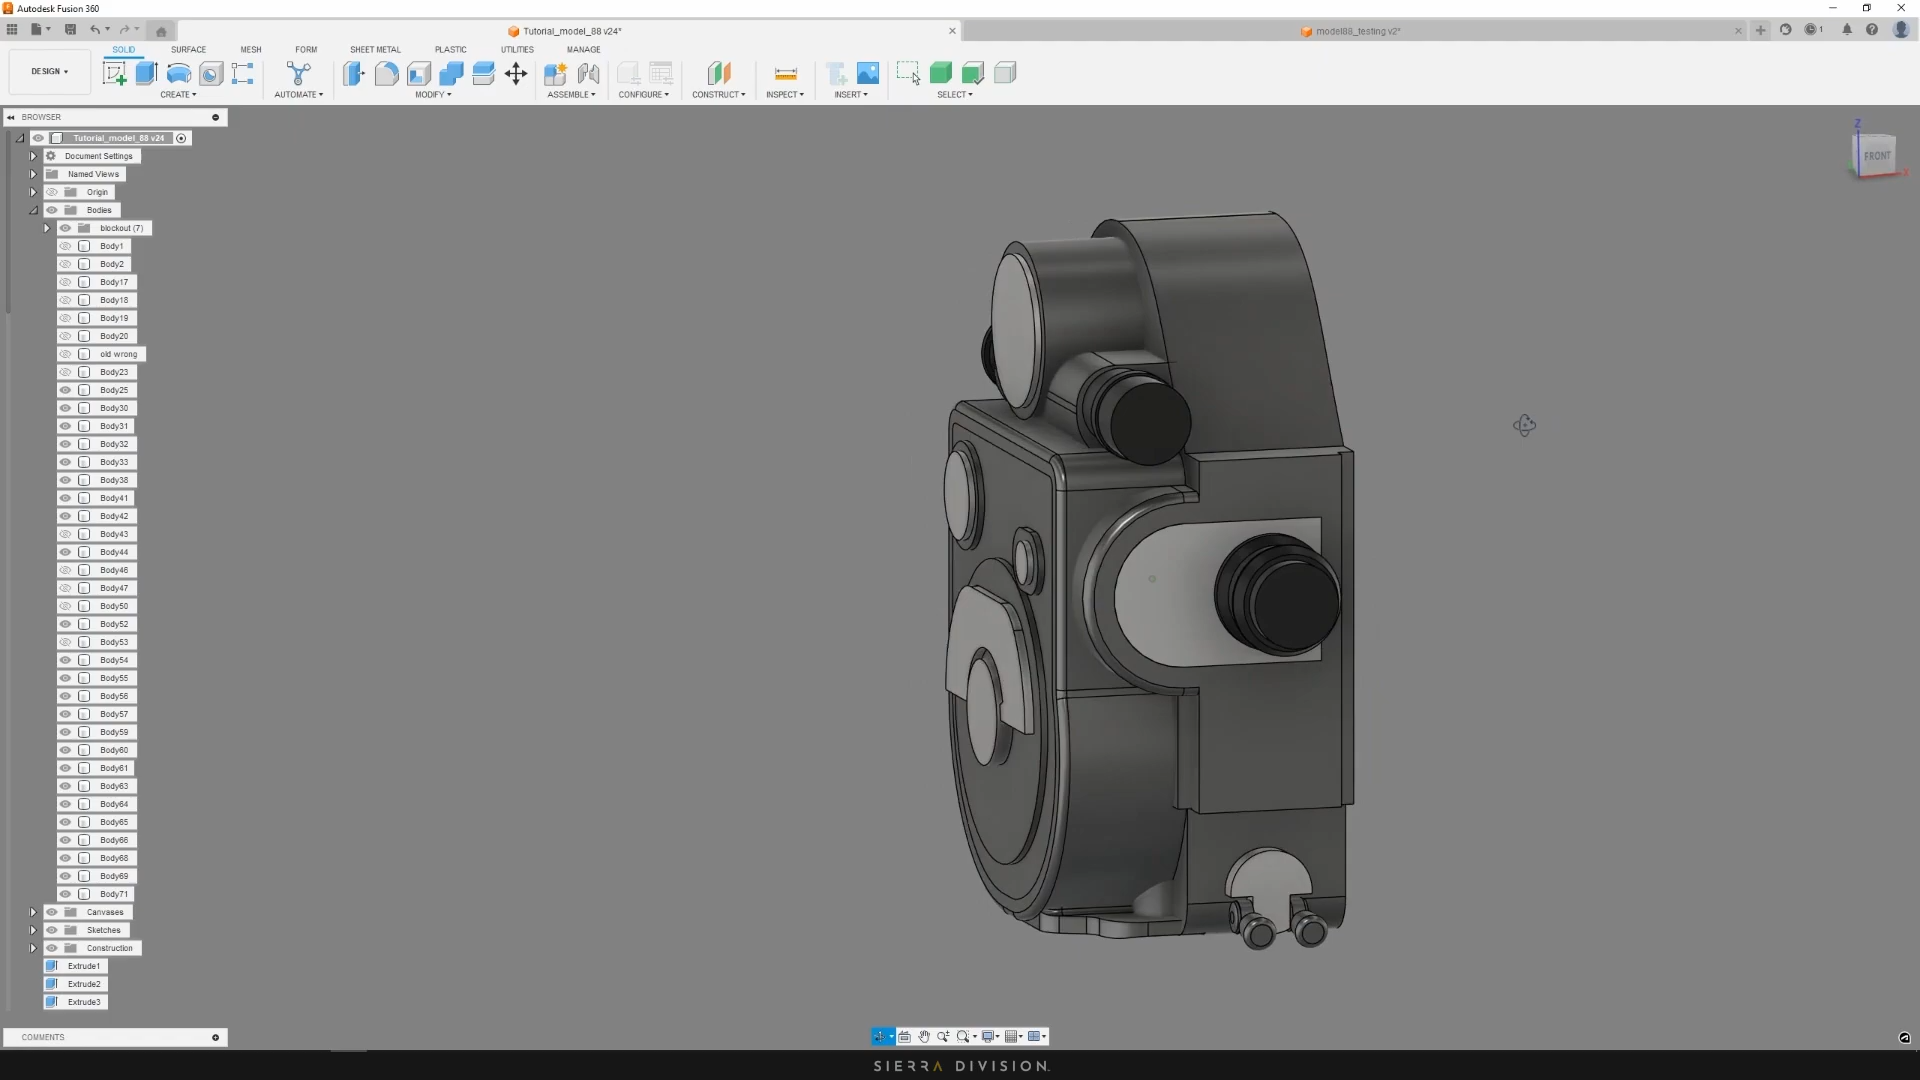 Autodesk Fusion 360
Tutorial_model_88 v24*
model88_testing v2*
1
DESIGN
SOLID SURFACE MESH FORM SHEET METAL PLASTIC UTILITIES MANAGE
CREATE AUTOMATE MODIFY ASSEMBLE CONFIGURE CONSTRUCT INSPECT INSERT SELECT
BROWSER
Tutorial_model_88 v24
Document Settings
Named Views
Origin
Bodies
blockout (7)
Body1
Body2
Body17
Body18
Body19
Body20
old wrong
Body23
Body25
Body30
Body31
Body32
Body33
Body38
Body41
Body42
Body43
Body44
Body46
Body47
Body50
Body52
Body53
Body54
Body55
Body56
Body57
Body59
Body60
Body61
Body63
Body64
Body65
Body66
Body68
Body69
Body71
Canvases
Sketches
Construction
Extrude1
Extrude2
Extrude3
COMMENTS
Z
FRONT
X
SIERRA DIVISION